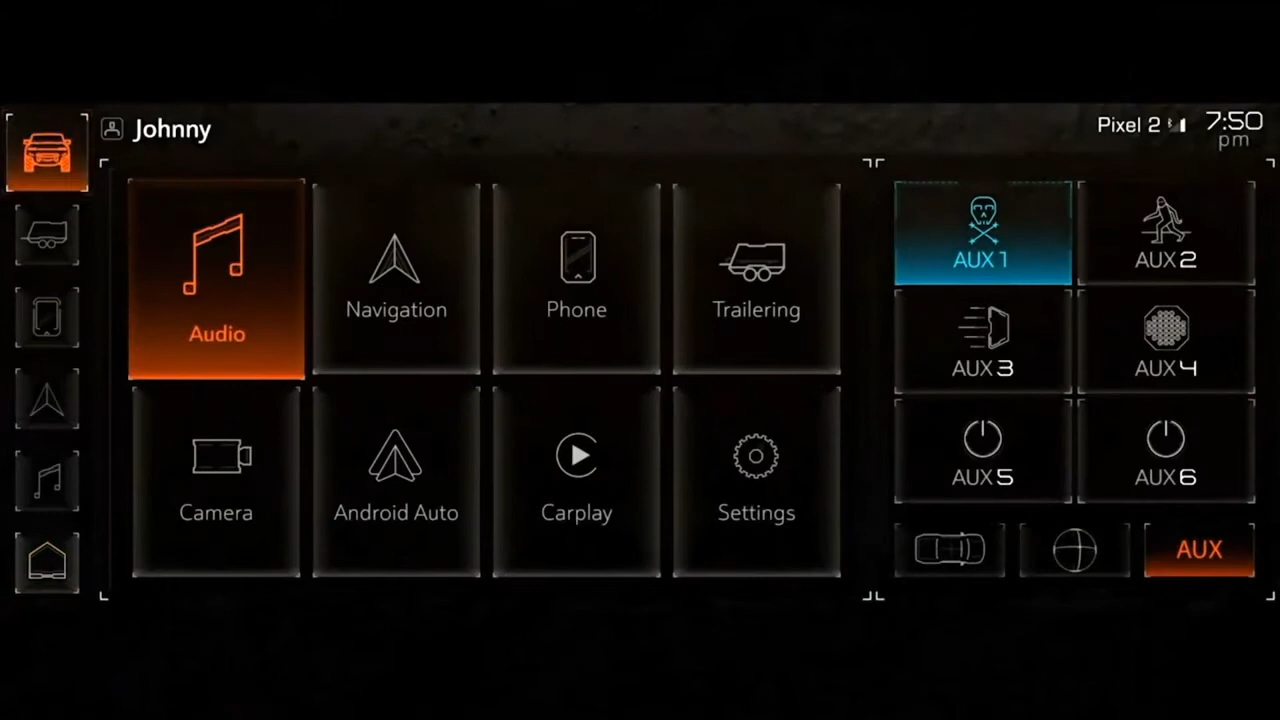 Johnny
Pixel 2
7:50
pm
Audio
Navigation
Phone
Trailering
Camera
Android Auto
Carplay
Settings
AUX 1
AUX 2
AUX 3
AUX 4
AUX 5
AUX 6
AUX